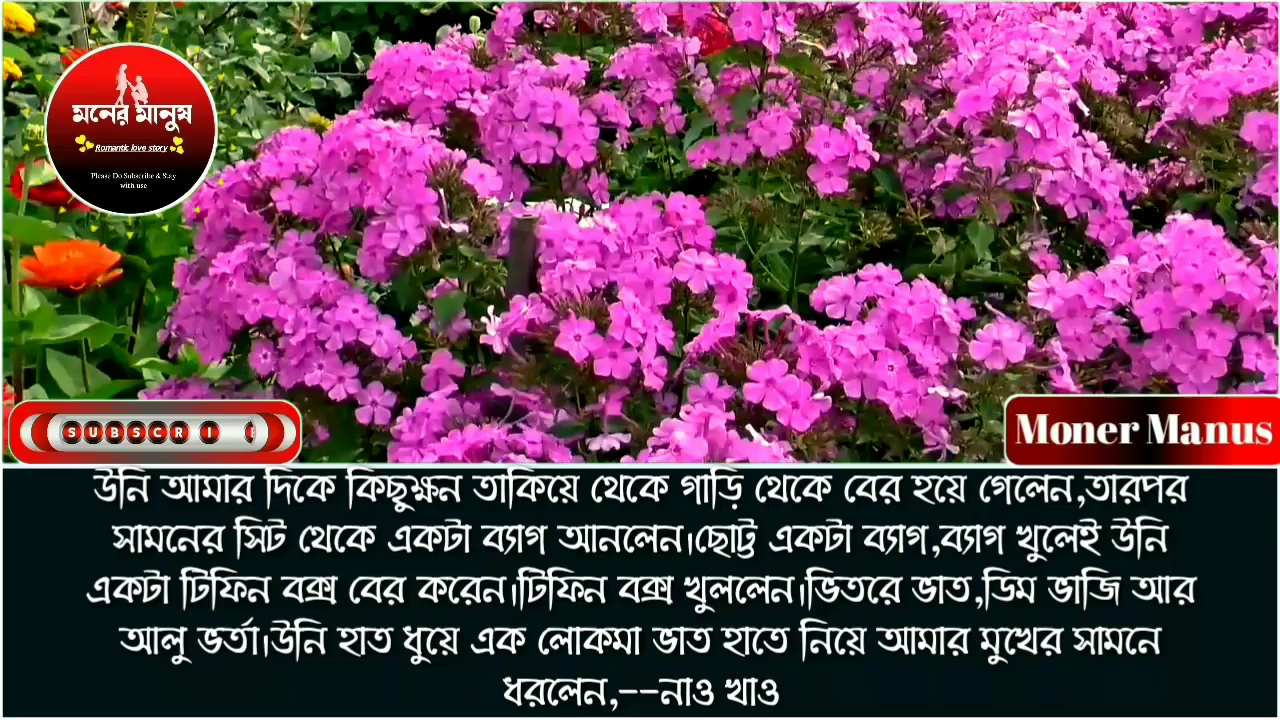 মনের মানুষ
Romantic love story
Please Do Subscribe & Stay
with use
SUBSCRI
Moner Manus
উনি আমার দিকে কিছুক্ষন তাকিয়ে থেকে গাড়ি থেকে বের হয়ে গেলেন,তারপর
সামনের সিট থেকে একটা ব্যাগ আনলেন।ছোট্ট একটা ব্যাগ,ব্যাগ খুলেই উনি
একটা টিফিন বক্স বের করেন।টিফিন বক্স খুললেন।ভিতরে ভাত,ডিম ভাজি আর
আলু ভর্তা।উনি হাত ধুয়ে এক লোকমা ভাত হাতে নিয়ে আমার মুখের সামনে
ধরলেন,--নাও খাও